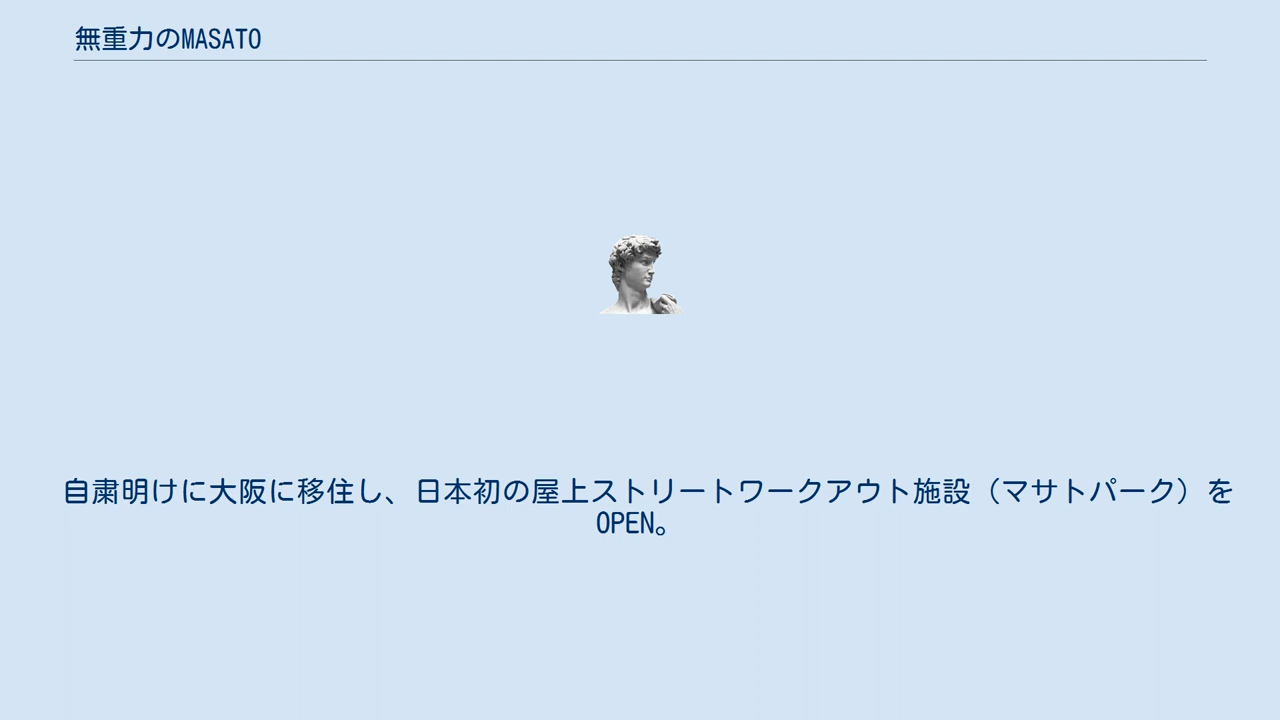 無重力のMASATO
自粛明けに大阪に移住し、日本初の屋上ストリートワークアウト施設（マサトパーク）を
OPEN。